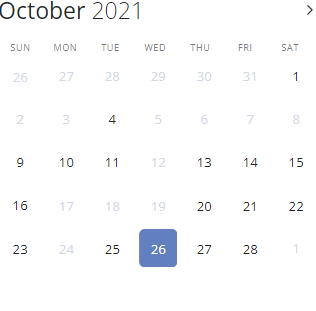 October 2021
SUN MON TUE WED THU FRI SAT
26 27 28 29 30 31 1
2 3 4 5 6 7 8
9 10 11 12 13 14 15
16 17 18 19 20 21 22
23 24 25 26 27 28 1